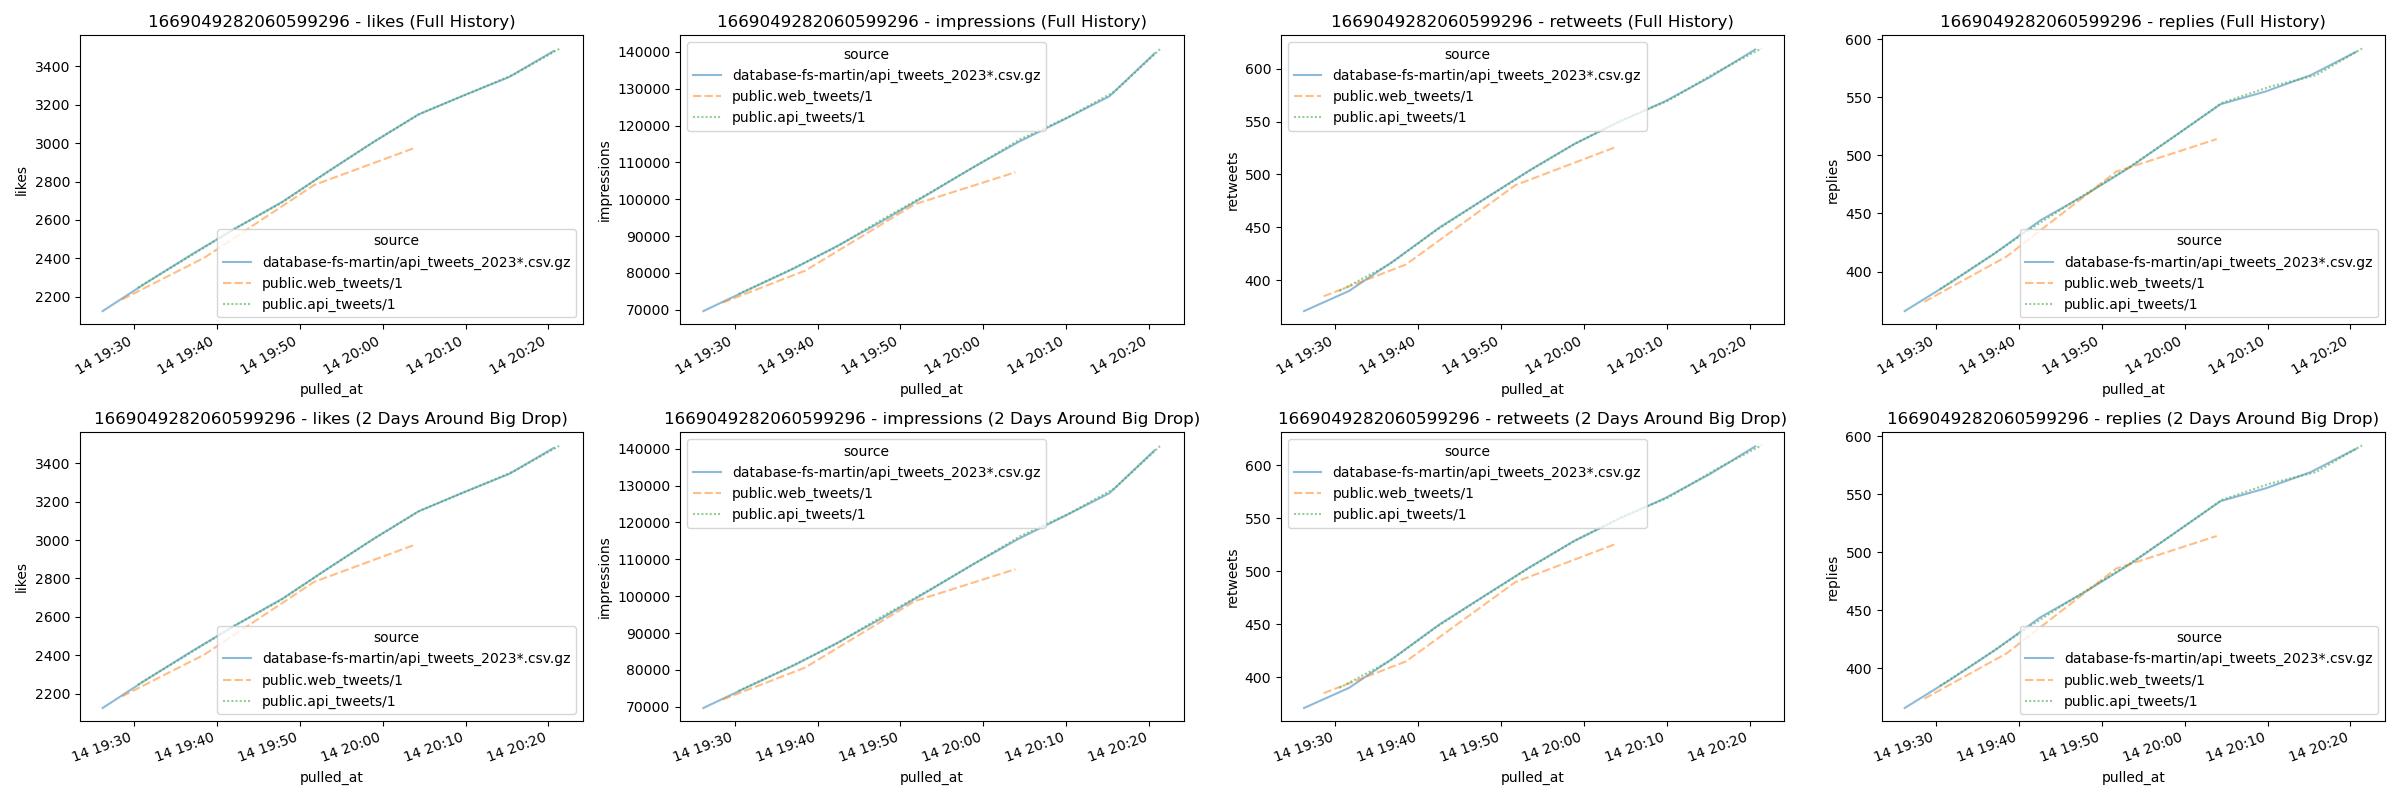 1669049282060599296 - likes (Full History)
likes
3400
3200
3000
2800
2600
2400
2200
source
database-fs-martin/api_tweets_2023*.csv.gz
public.web_tweets/1
public.api_tweets/1
14 19:30
14 19:40
14 19:50
14 20:00
14 20:10
14 20:20
pulled_at
1669049282060599296 - impressions (Full History)
impressions
140000
130000
120000
110000
100000
90000
80000
70000
source
database-fs-martin/api_tweets_2023*.csv.gz
public.web_tweets/1
public.api_tweets/1
14 19:30
14 19:40
14 19:50
14 20:00
14 20:10
14 20:20
pulled_at
1669049282060599296 - retweets (Full History)
retweets
600
550
500
450
400
source
database-fs-martin/api_tweets_2023*.csv.gz
public.web_tweets/1
public.api_tweets/1
14 19:30
14 19:40
14 19:50
14 20:00
14 20:10
14 20:20
pulled_at
1669049282060599296 - replies (Full History)
replies
600
550
500
450
400
source
database-fs-martin/api_tweets_2023*.csv.gz
public.web_tweets/1
public.api_tweets/1
14 19:30
14 19:40
14 19:50
14 20:00
14 20:10
14 20:20
pulled_at
1669049282060599296 - likes (2 Days Around Big Drop)
likes
3400
3200
3000
2800
2600
2400
2200
source
database-fs-martin/api_tweets_2023*.csv.gz
public.web_tweets/1
public.api_tweets/1
14 19:30
14 19:40
14 19:50
14 20:00
14 20:10
14 20:20
pulled_at
1669049282060599296 - impressions (2 Days Around Big Drop)
impressions
140000
130000
120000
110000
100000
90000
80000
70000
source
database-fs-martin/api_tweets_2023*.csv.gz
public.web_tweets/1
public.api_tweets/1
14 19:30
14 19:40
14 19:50
14 20:00
14 20:10
14 20:20
pulled_at
1669049282060599296 - retweets (2 Days Around Big Drop)
retweets
600
550
500
450
400
source
database-fs-martin/api_tweets_2023*.csv.gz
public.web_tweets/1
public.api_tweets/1
14 19:30
14 19:40
14 19:50
14 20:00
14 20:10
14 20:20
pulled_at
1669049282060599296 - replies (2 Days Around Big Drop)
replies
600
550
500
450
400
source
database-fs-martin/api_tweets_2023*.csv.gz
public.web_tweets/1
public.api_tweets/1
14 19:30
14 19:40
14 19:50
14 20:00
14 20:10
14 20:20
pulled_at